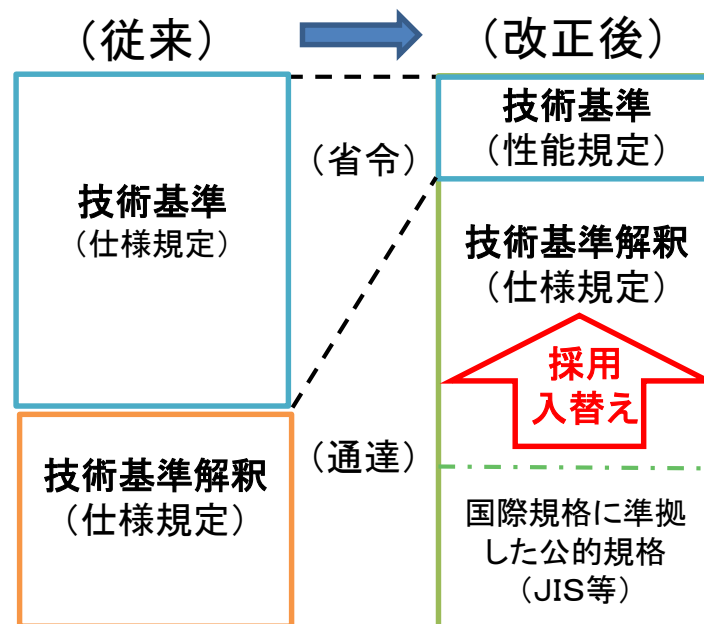 （従来）
（改正後）
技術基準
（仕様規定）
（省令）
技術基準
（性能規定）
技術基準解釈
（仕様規定）
採用
入替え
技術基準解釈
（仕様規定）
（通達）
国際規格に準拠
した公的規格
（JIS等）